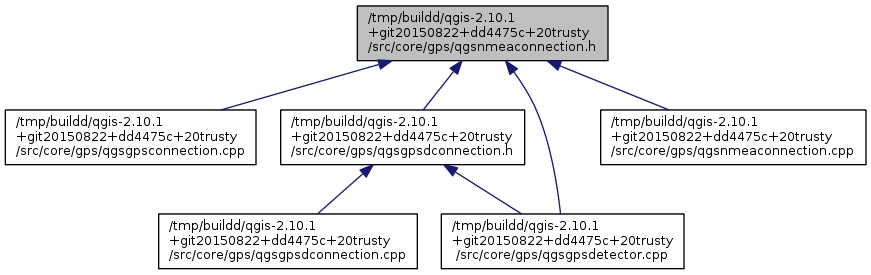 /tmp/buildd/qgis-2.10.1
+git20150822+dd4475c+20trusty
/src/core/gps/qgsnmeaconnection.h
/tmp/buildd/qgis-2.10.1
+git20150822+dd4475c+20trusty
/src/core/gps/qgsgpsconnection.cpp
/tmp/buildd/qgis-2.10.1
+git20150822+dd4475c+20trusty
/src/core/gps/qgsgpsdconnection.h
/tmp/buildd/qgis-2.10.1
+git20150822+dd4475c+20trusty
/src/core/gps/qgsnmeaconnection.cpp
/tmp/buildd/qgis-2.10.1
+git20150822+dd4475c+20trusty
/src/core/gps/qgsgpsdconnection.cpp
/tmp/buildd/qgis-2.10.1
+git20150822+dd4475c+20trusty
/src/core/gps/qgsgpsdetector.cpp